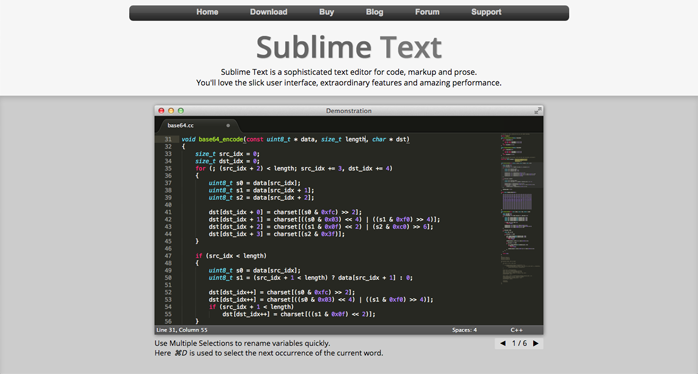 Home Download Buy Blog Forum Support
Sublime Text
Sublime Text is a sophisticated text editor for code, markup and prose.
You'll love the slick user interface, extraordinary features and amazing performance.
Demonstration
base64.cc
31 void base64_encode(const uint8_t * data, size_t length, char * dst)
32 {
33 size_t src_idx = 0;
34 size_t dst_idx = 0;
35 for (; (src_idx + 2) < length; src_idx += 3, dst_idx += 4)
36 {
37 uint8_t s0 = data[src_idx];
38 uint8_t s1 = data[src_idx + 1];
39 uint8_t s2 = data[src_idx + 2];
40
41 dst[dst_idx + 0] = charset[(s0 & 0xfc) >> 2];
42 dst[dst_idx + 1] = charset[((s0 & 0x03) << 4) | ((s1 & 0xf0) >> 4)];
43 dst[dst_idx + 2] = charset[((s1 & 0x0f) << 2) | (s2 & 0xc0) >> 6];
44 dst[dst_idx + 3] = charset[(s2 & 0x3f)];
45 }
46
47 if (src_idx < length)
48 {
49 uint8_t s0 = data[src_idx];
50 uint8_t s1 = (src_idx + 1 < length) ? data[src_idx + 1] : 0;
51
52 dst[dst_idx++] = charset[(s0 & 0xfc) >> 2];
53 dst[dst_idx++] = charset[((s0 & 0x03) << 4) | ((s1 & 0xf0) >> 4)];
54 if (src_idx + 1 < length)
55 dst[dst_idx++] = charset[((s1 & 0x0f) << 2)];
56 }
Line 31, Column 55 Spaces: 4 C++
Use Multiple Selections to rename variables quickly.
Here ⌘D is used to select the next occurrence of the current word.
◀ 1 / 6 ▶